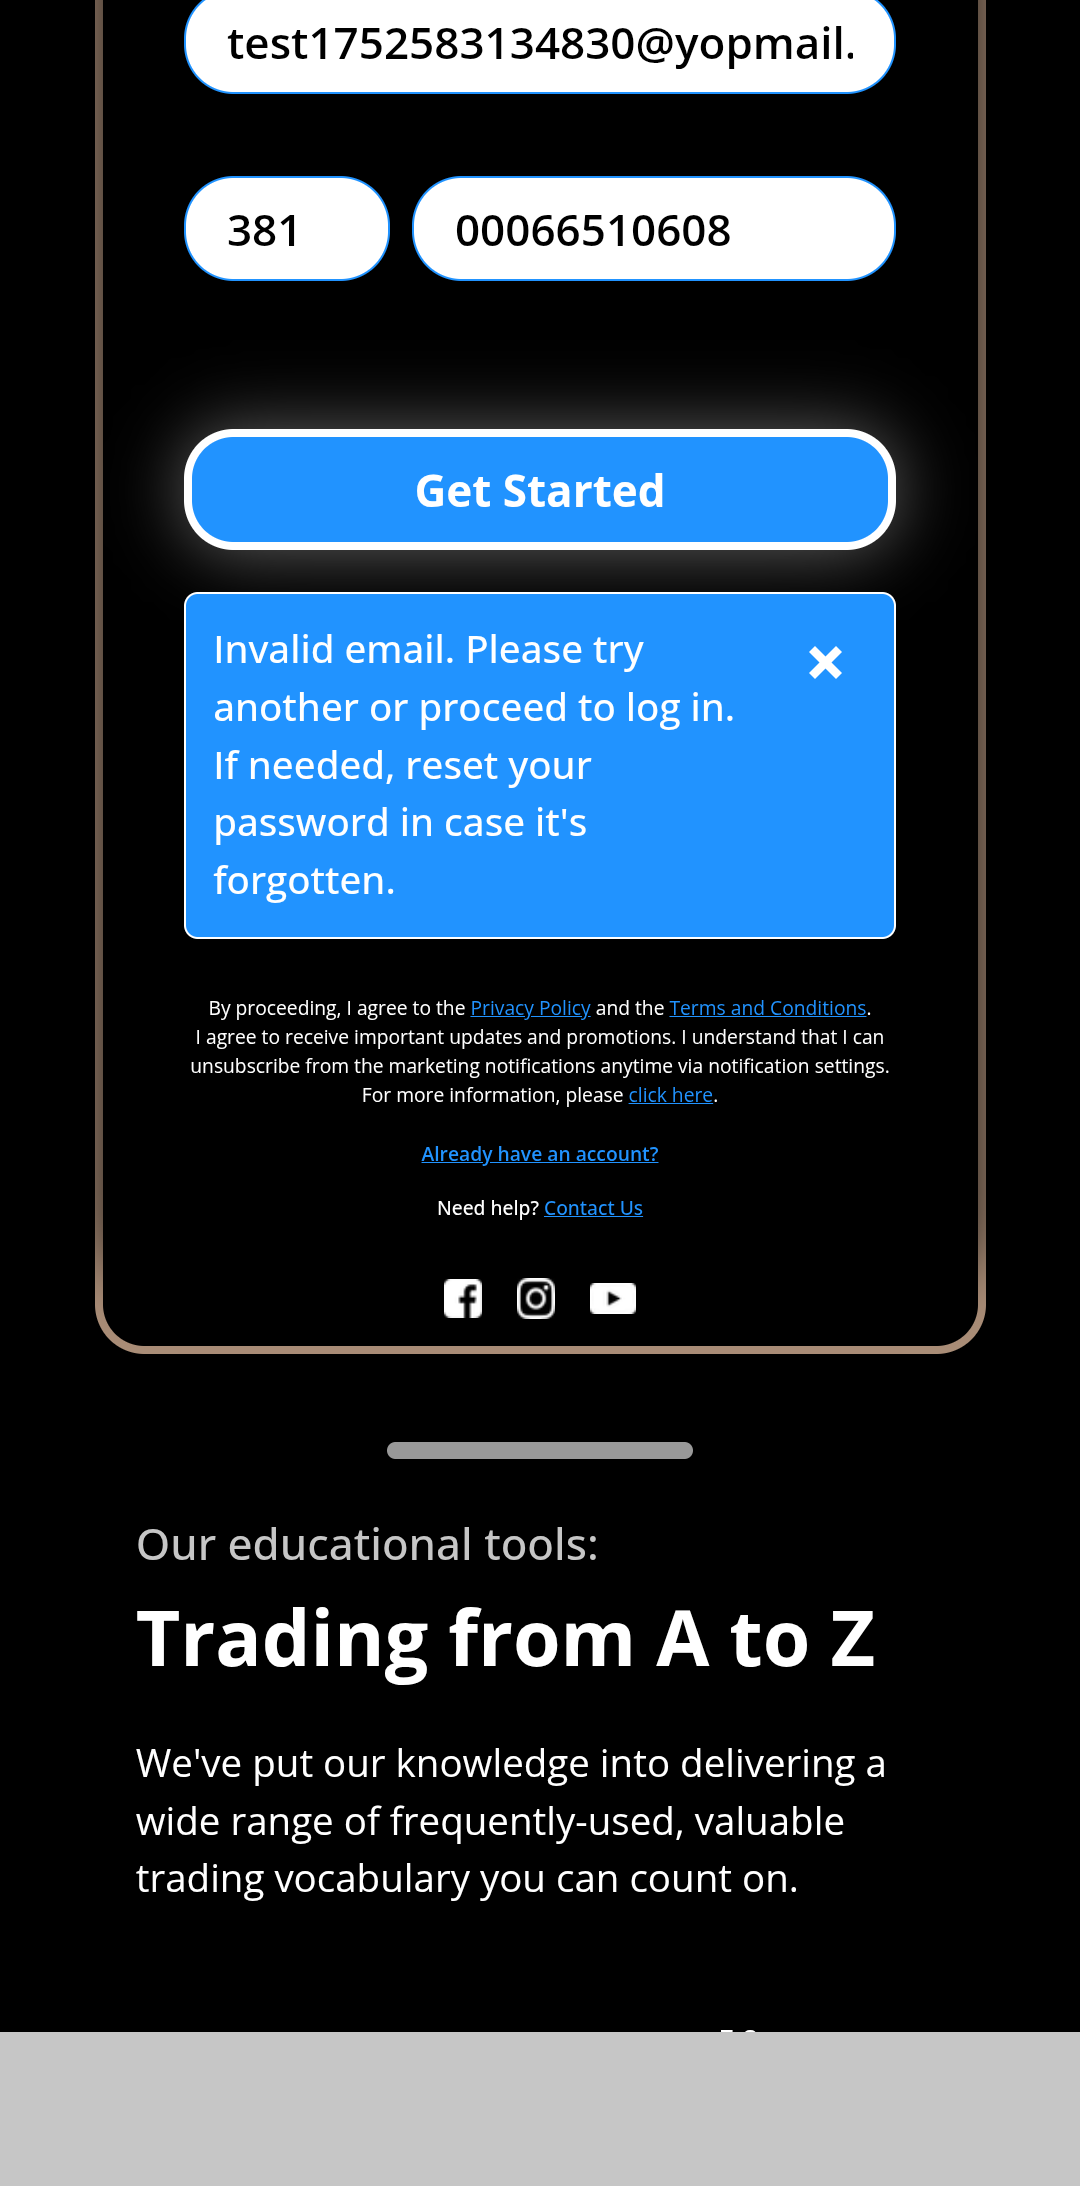 test1752583134830@yopmail.
381
00066510608
Get Started
Invalid email. Please try
another or proceed to log in.
If needed, reset your
password in case it's
forgotten.
By proceeding, I agree to the Privacy Policy and the Terms and Conditions.
I agree to receive important updates and promotions. I understand that I can
unsubscribe from the marketing notifications anytime via notification settings.
For more information, please click here.
Already have an account?
Need help? Contact Us
Our educational tools:
Trading from A to Z
We've put our knowledge into delivering a
wide range of frequently-used, valuable
trading vocabulary you can count on.